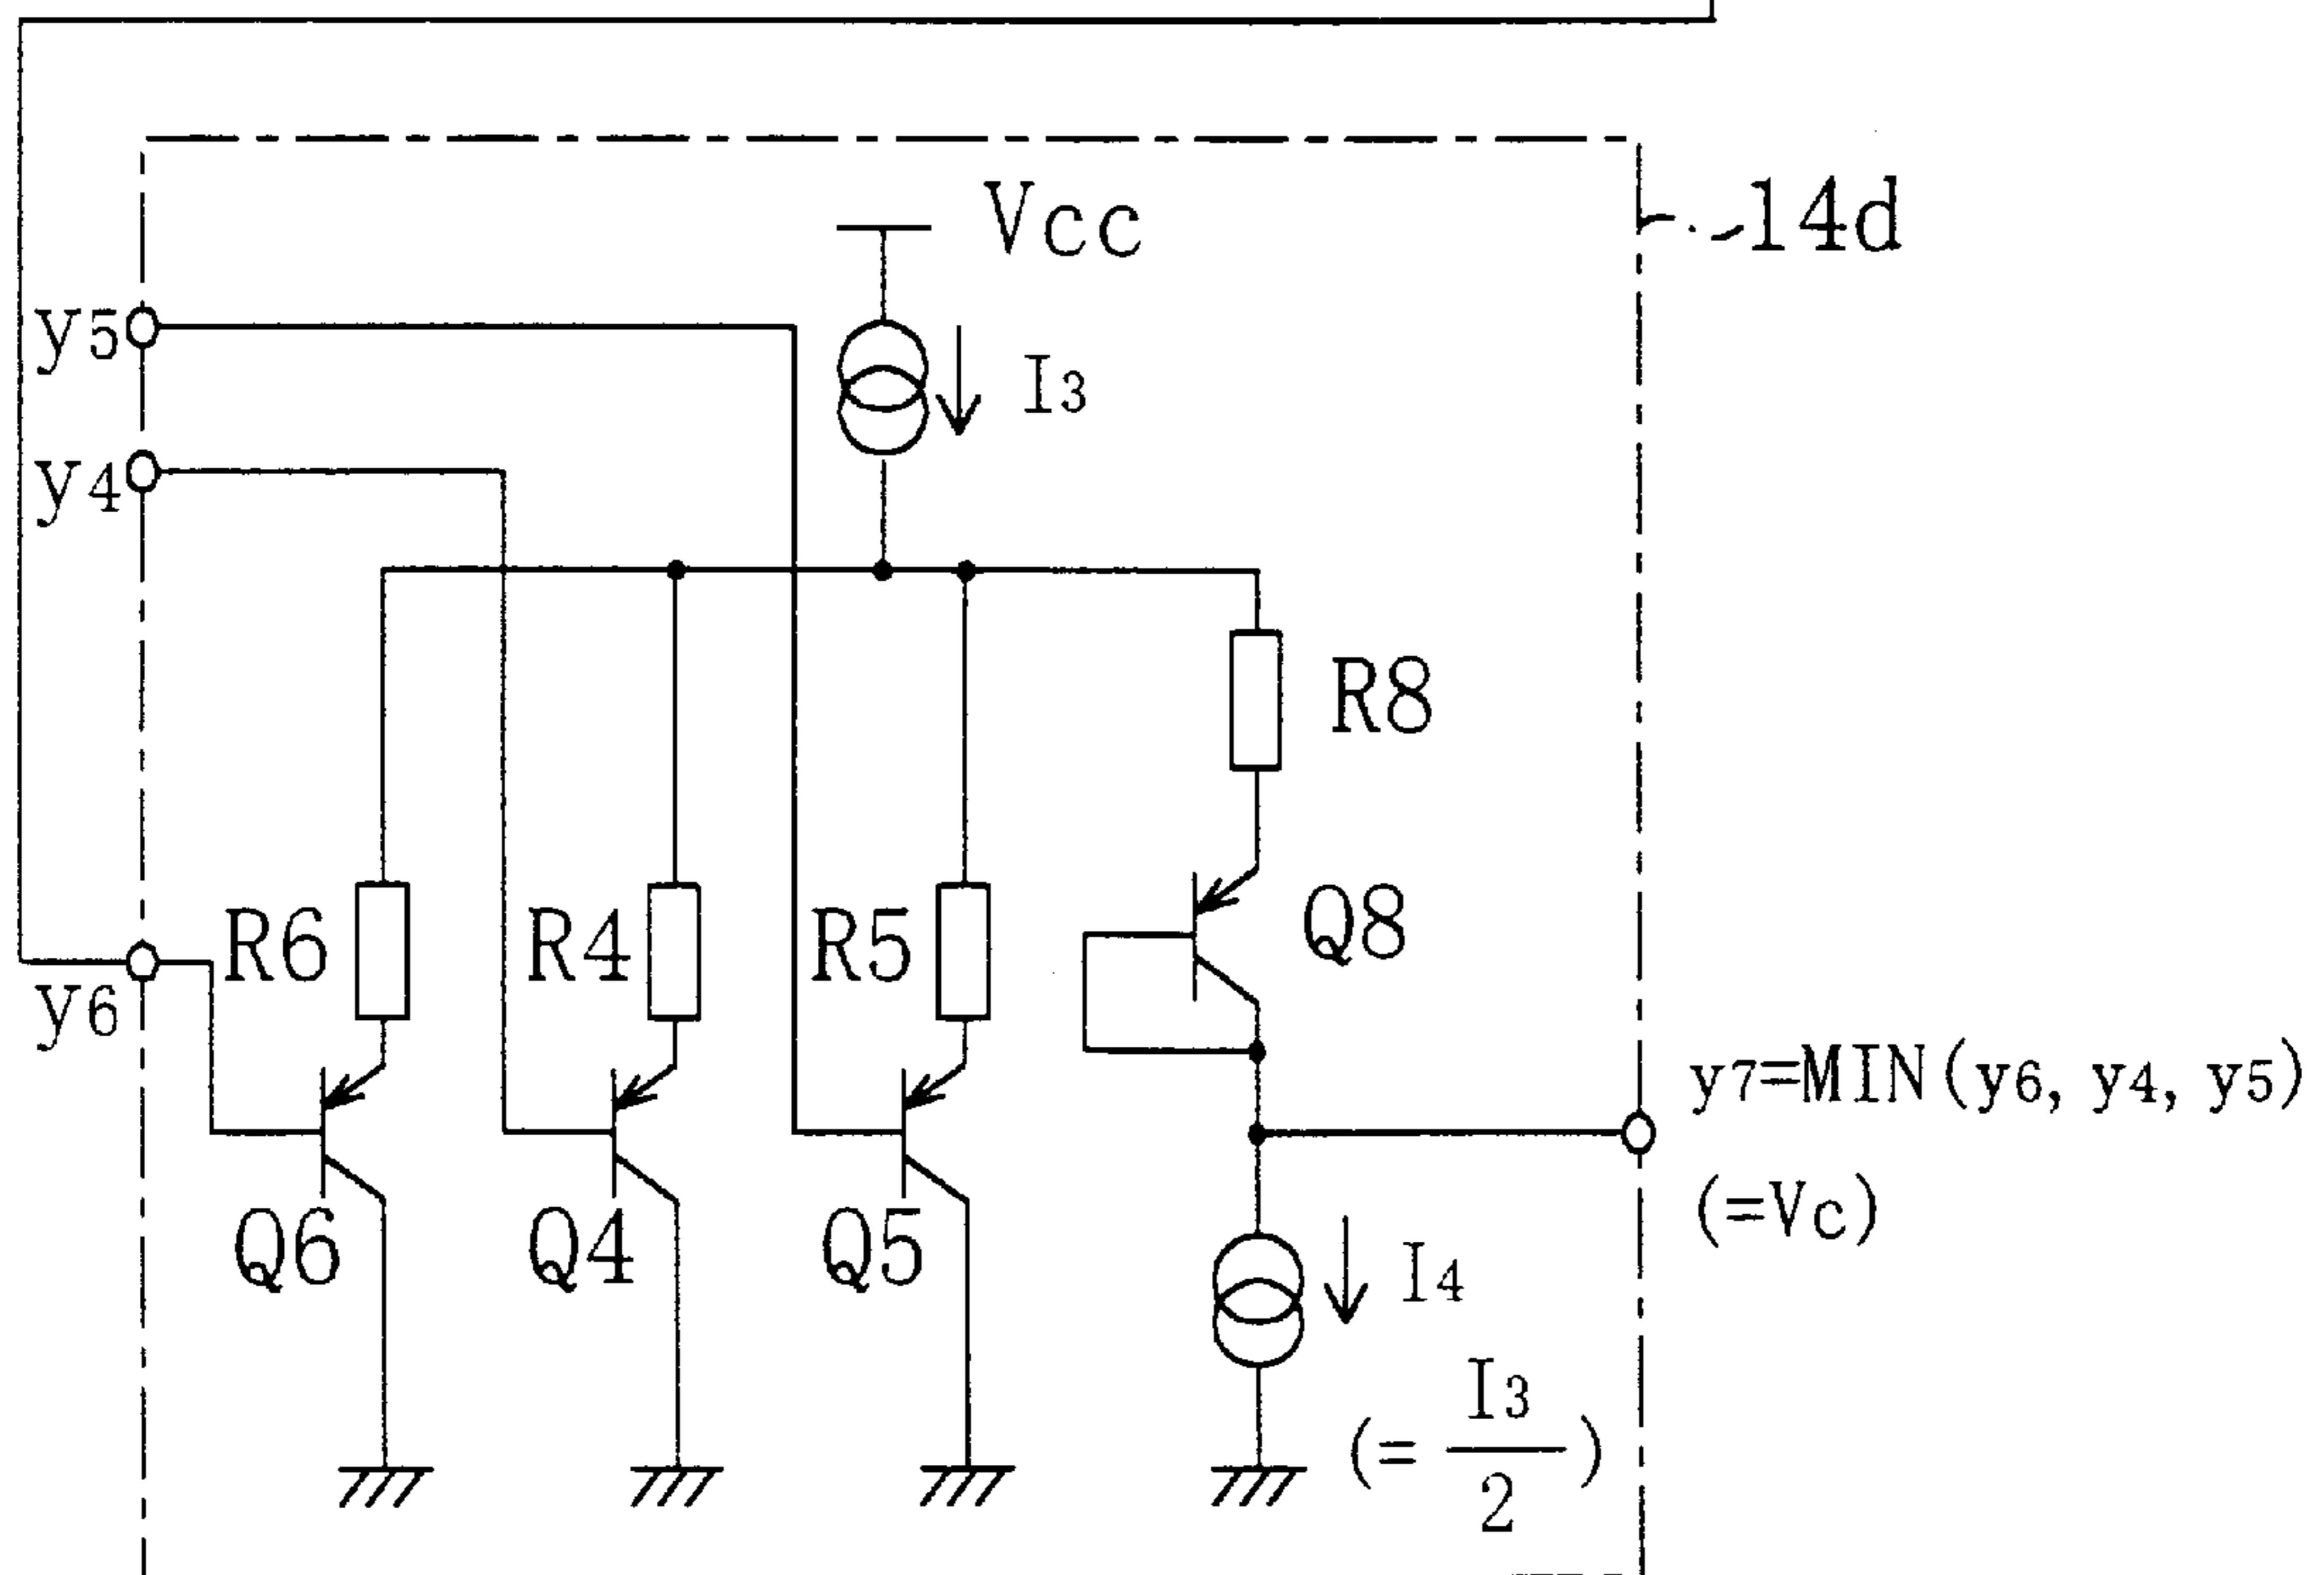 Vcc
14d
y5
I3
y4
R8
R6
R4
R5
Q8
y6
y7=MIN(y6, y4, y5)
(=Vc)
Q6
Q4
Q5
I4
(= I3/2 )